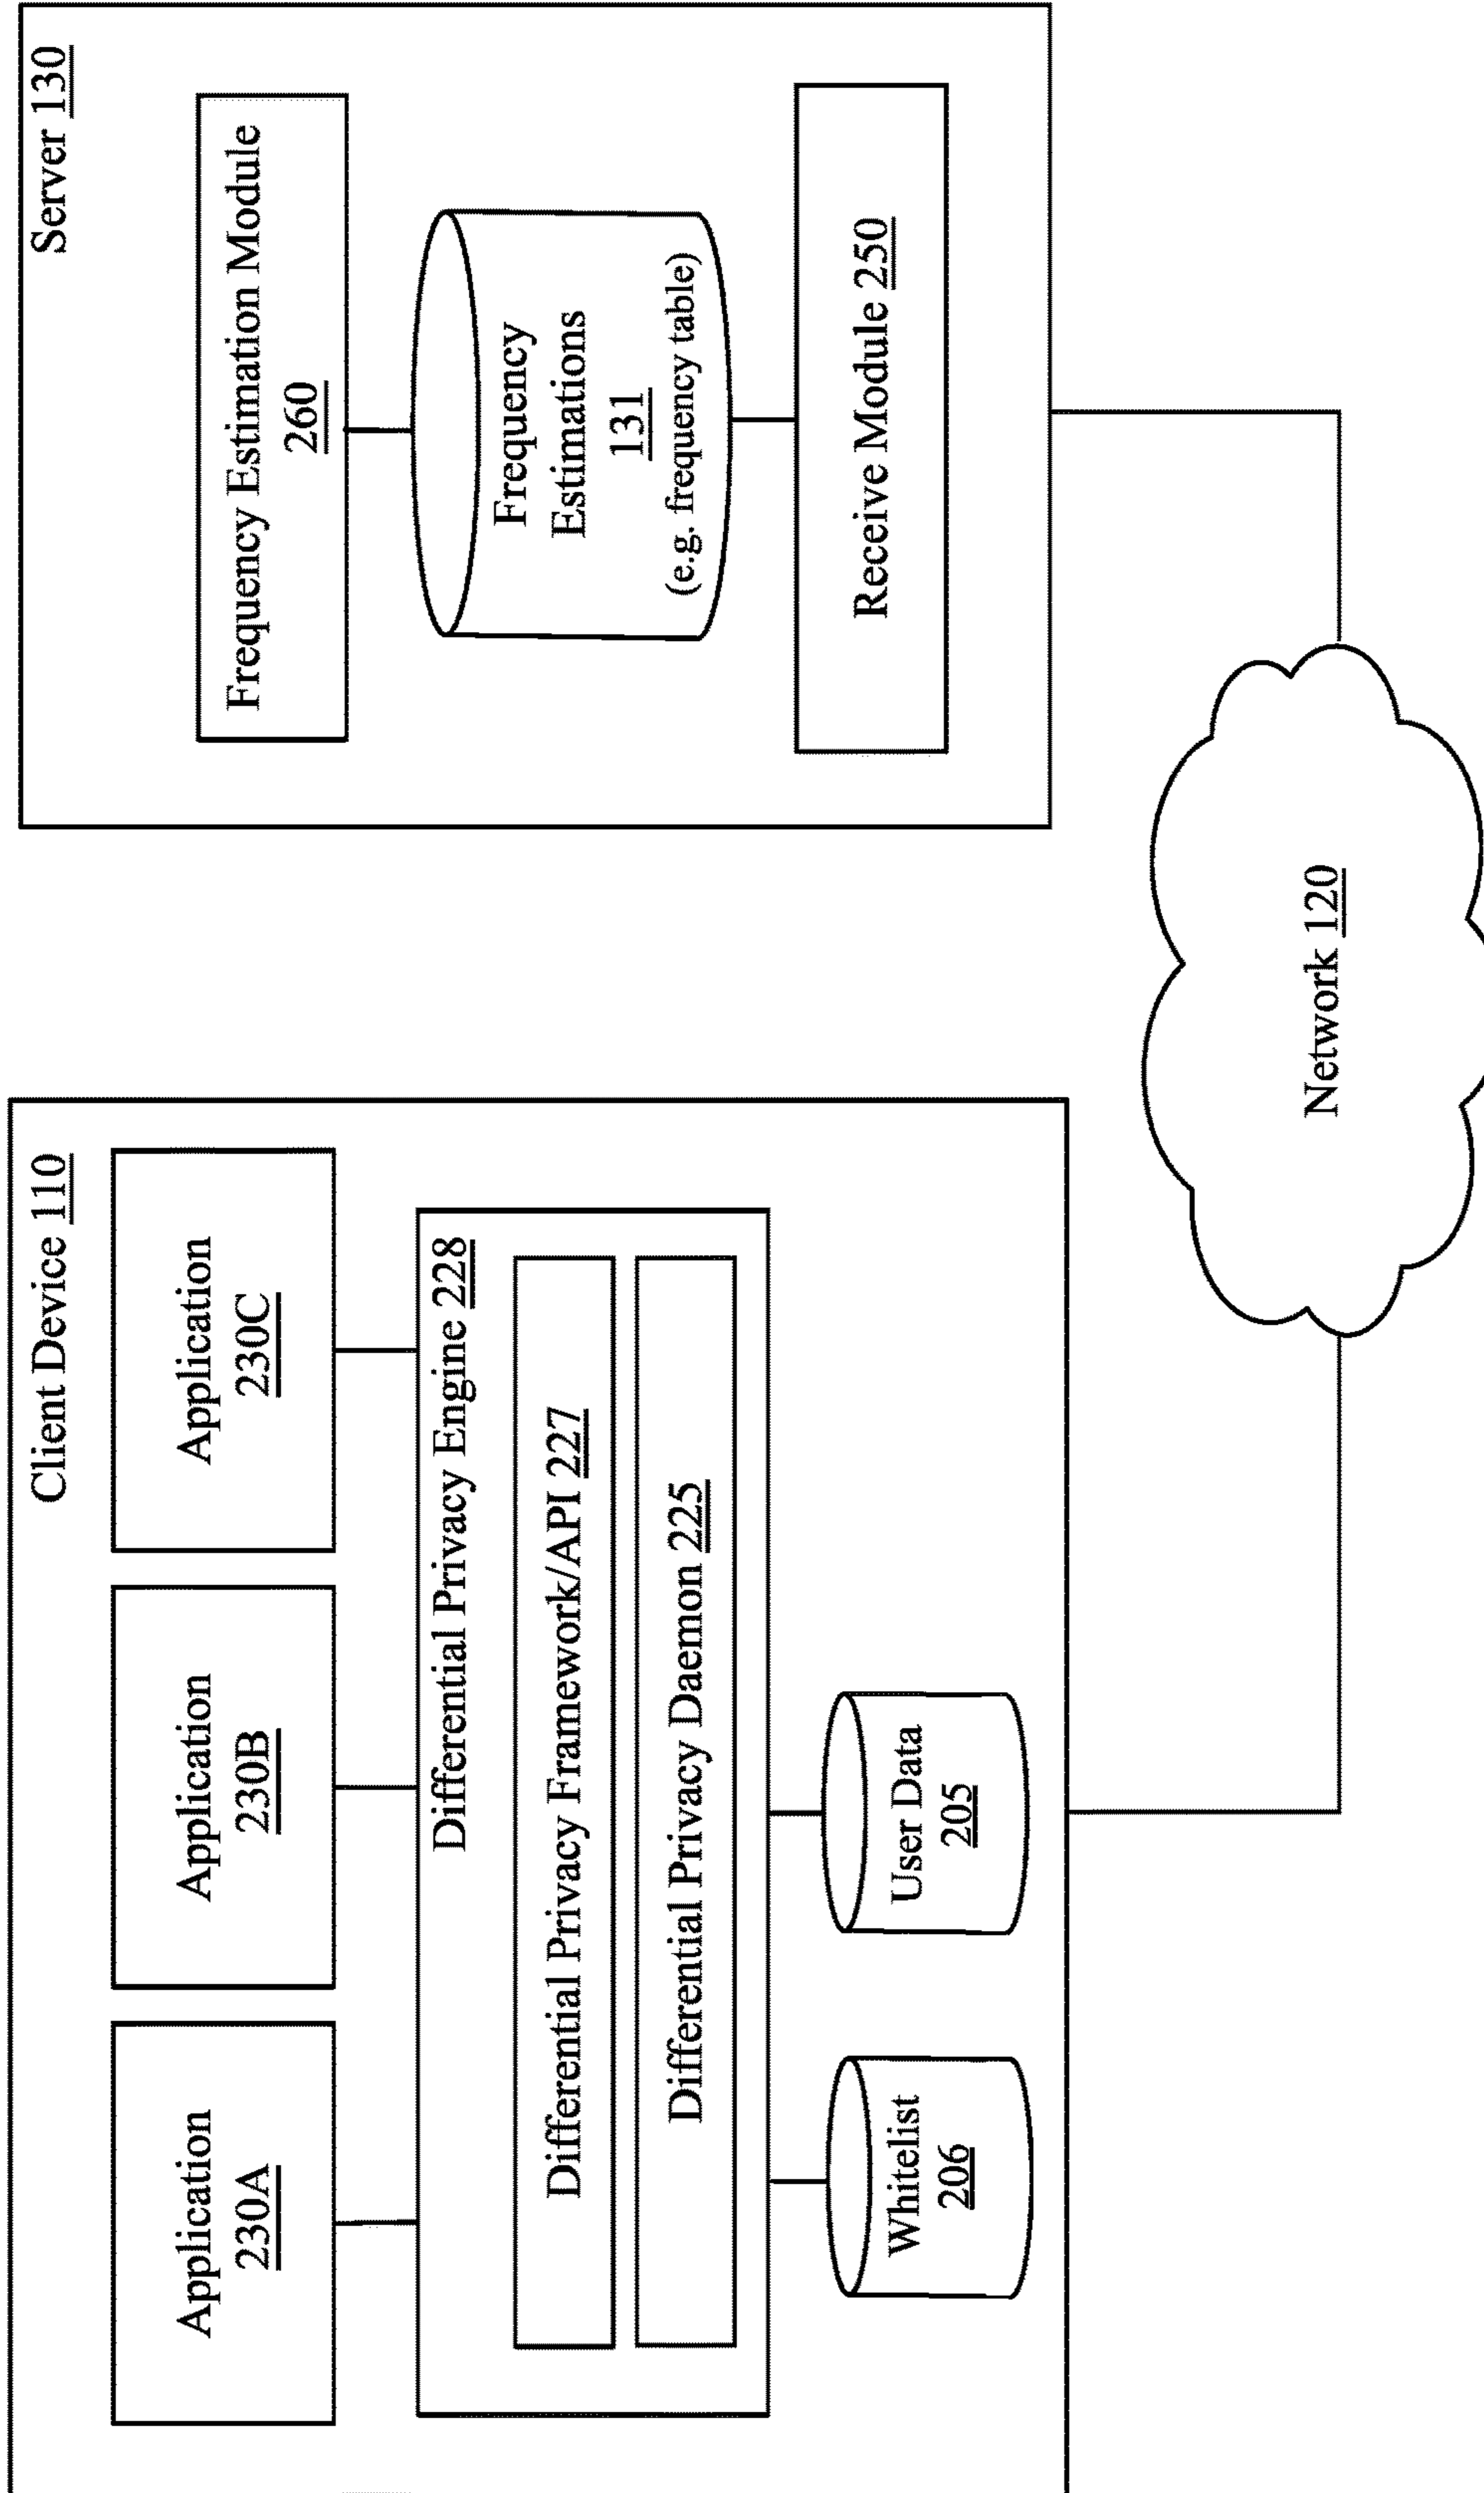 Client Device 110
Application
230A
Application
230B
Application
230C
Differential Privacy Engine 228
Differential Privacy Framework/API 227
Differential Privacy Daemon 225
Whitelist
206
User Data
205
Server 130
Frequency Estimation Module
260
Frequency
Estimations
131
(e.g. frequency table)
Receive Module 250
Network 120